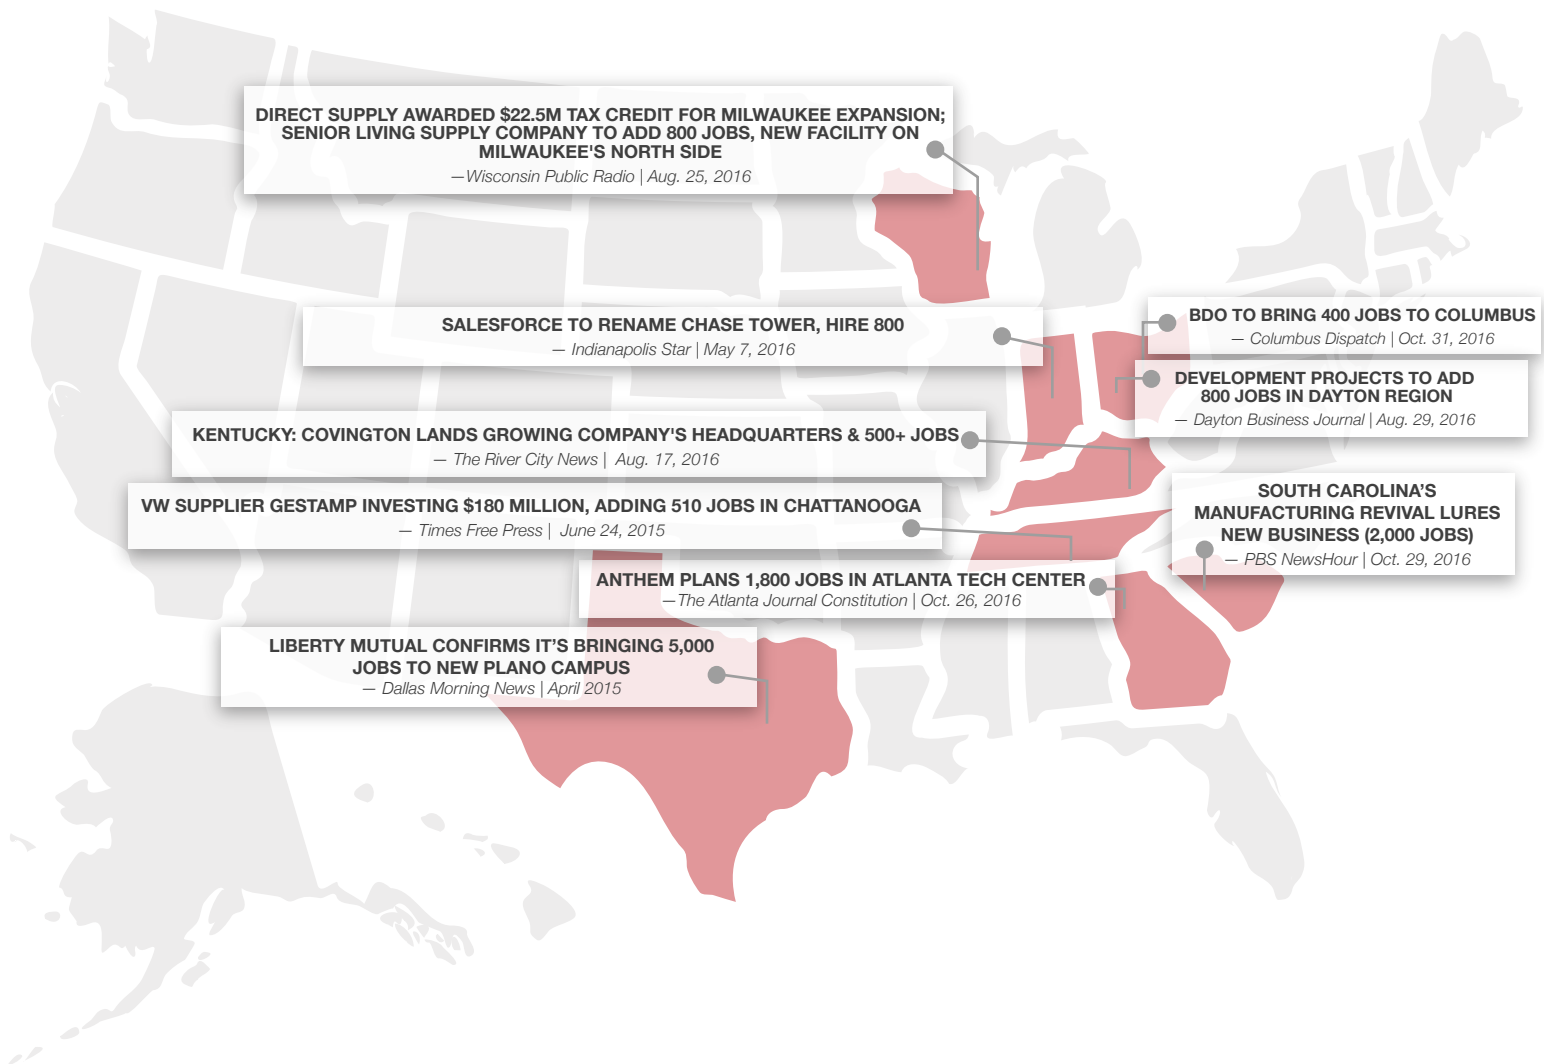 DIRECT SUPPLY AWARDED $22.5M TAX CREDIT FOR MILWAUKEE EXPANSION;
SENIOR LIVING SUPPLY COMPANY TO ADD 800 JOBS, NEW FACILITY ON
MILWAUKEE'S NORTH SIDE
—Wisconsin Public Radio | Aug. 25, 2016
SALESFORCE TO RENAME CHASE TOWER, HIRE 800
— Indianapolis Star | May 7, 2016
BDO TO BRING 400 JOBS TO COLUMBUS
— Columbus Dispatch | Oct. 31, 2016
DEVELOPMENT PROJECTS TO ADD
800 JOBS IN DAYTON REGION
— Dayton Business Journal | Aug. 29, 2016
KENTUCKY: COVINGTON LANDS GROWING COMPANY'S HEADQUARTERS & 500+ JOBS
— The River City News | Aug. 17, 2016
VW SUPPLIER GESTAMP INVESTING $180 MILLION, ADDING 510 JOBS IN CHATTANOOGA
— Times Free Press | June 24, 2015
SOUTH CAROLINA’S
MANUFACTURING REVIVAL LURES
NEW BUSINESS (2,000 JOBS)
— PBS NewsHour | Oct. 29, 2016
ANTHEM PLANS 1,800 JOBS IN ATLANTA TECH CENTER
—The Atlanta Journal Constitution | Oct. 26, 2016
LIBERTY MUTUAL CONFIRMS IT’S BRINGING 5,000
JOBS TO NEW PLANO CAMPUS
— Dallas Morning News | April 2015